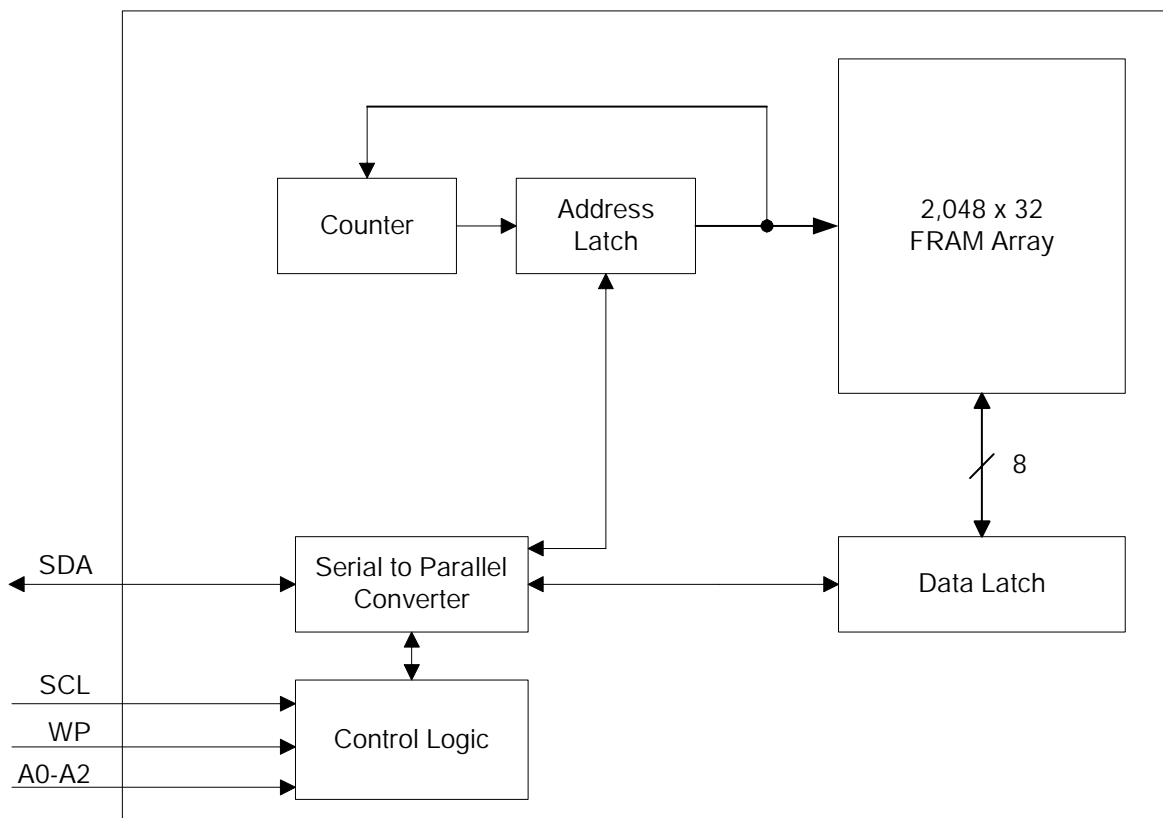 Counter
Address
Latch
2,048 x 32
FRAM Array
8
SDA
Serial to Parallel
Converter
Data Latch
SCL
WP
A0-A2
Control Logic